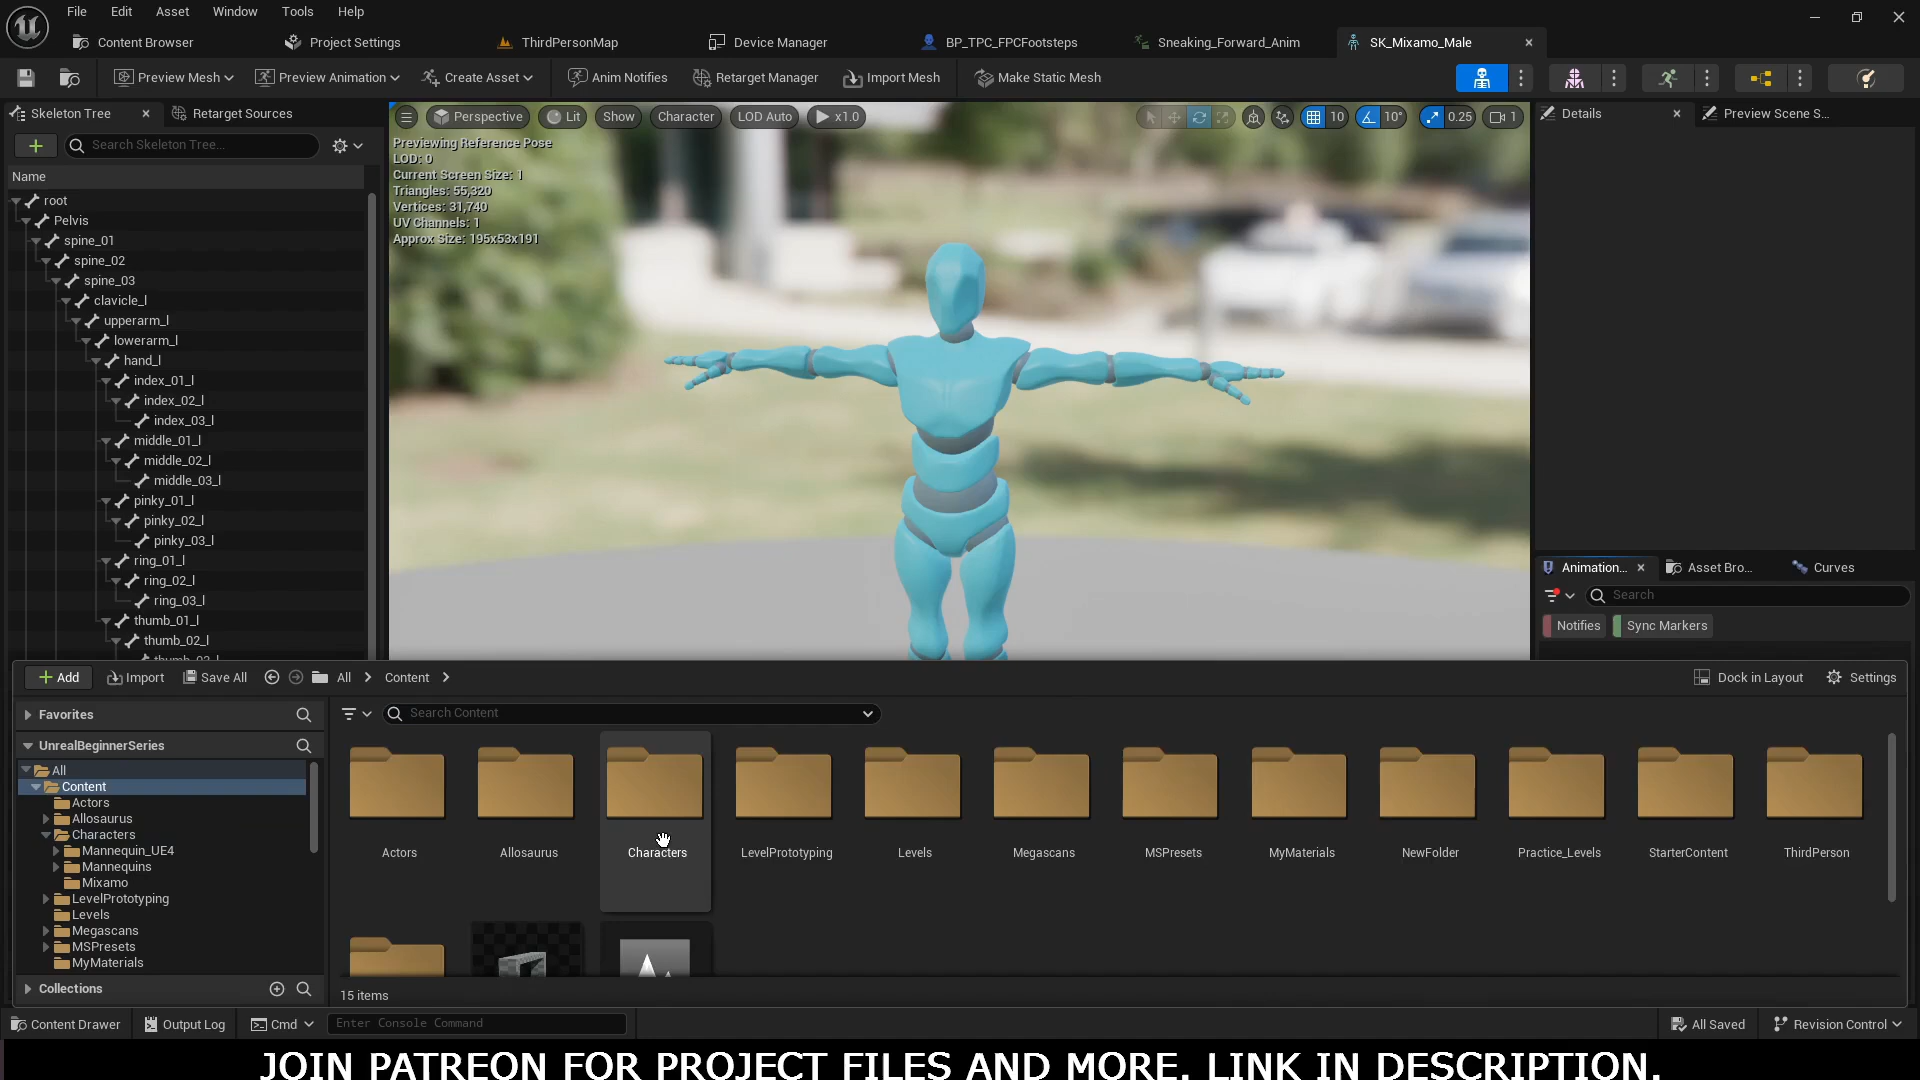 File Edit Asset Window Tools Help
Content Browser Project Settings ThirdPersonMap Device Manager BP_TPC_FPCFootsteps Sneaking_Forward_Anim SK_Mixamo_Male
Preview Mesh Preview Animation Create Asset Anim Notifies Retarget Manager Import Mesh Make Static Mesh
Skeleton Tree Retarget Sources
Search Skeleton Tree...
Name
root
Pelvis
spine_01
spine_02
spine_03
clavicle_l
upperarm_l
lowerarm_l
hand_l
index_01_l
index_02_l
index_03_l
middle_01_l
middle_02_l
middle_03_l
pinky_01_l
pinky_02_l
pinky_03_l
ring_01_l
ring_02_l
ring_03_l
thumb_01_l
thumb_02_l
Perspective Lit Show Character LOD Auto x1.0 10 10° 0.25 1
Previewing Reference Pose
LOD: 0
Current Screen Size: 1
Triangles: 55,320
Vertices: 31,740
UV Channels: 1
Approx Size: 195x53x191
Details Preview Scene S...
Animation... Asset Bro... Curves
Search
Notifies Sync Markers
Add Import Save All All Content Dock in Layout Settings
Favorites
UnrealBeginnerSeries
All
Content
Actors
Allosaurus
Characters
Mannequin_UE4
Mannequins
Mixamo
LevelPrototyping
Levels
Megascans
MSPresets
MyMaterials
Collections
Search Content
Actors Allosaurus Characters LevelPrototyping Levels Megascans MSPresets MyMaterials NewFolder Practice_Levels StarterContent ThirdPerson
15 items
Content Drawer Output Log Cmd Enter Console Command All Saved Revision Control
JOIN PATREON FOR PROJECT FILES AND MORE. LINK IN DESCRIPTION.